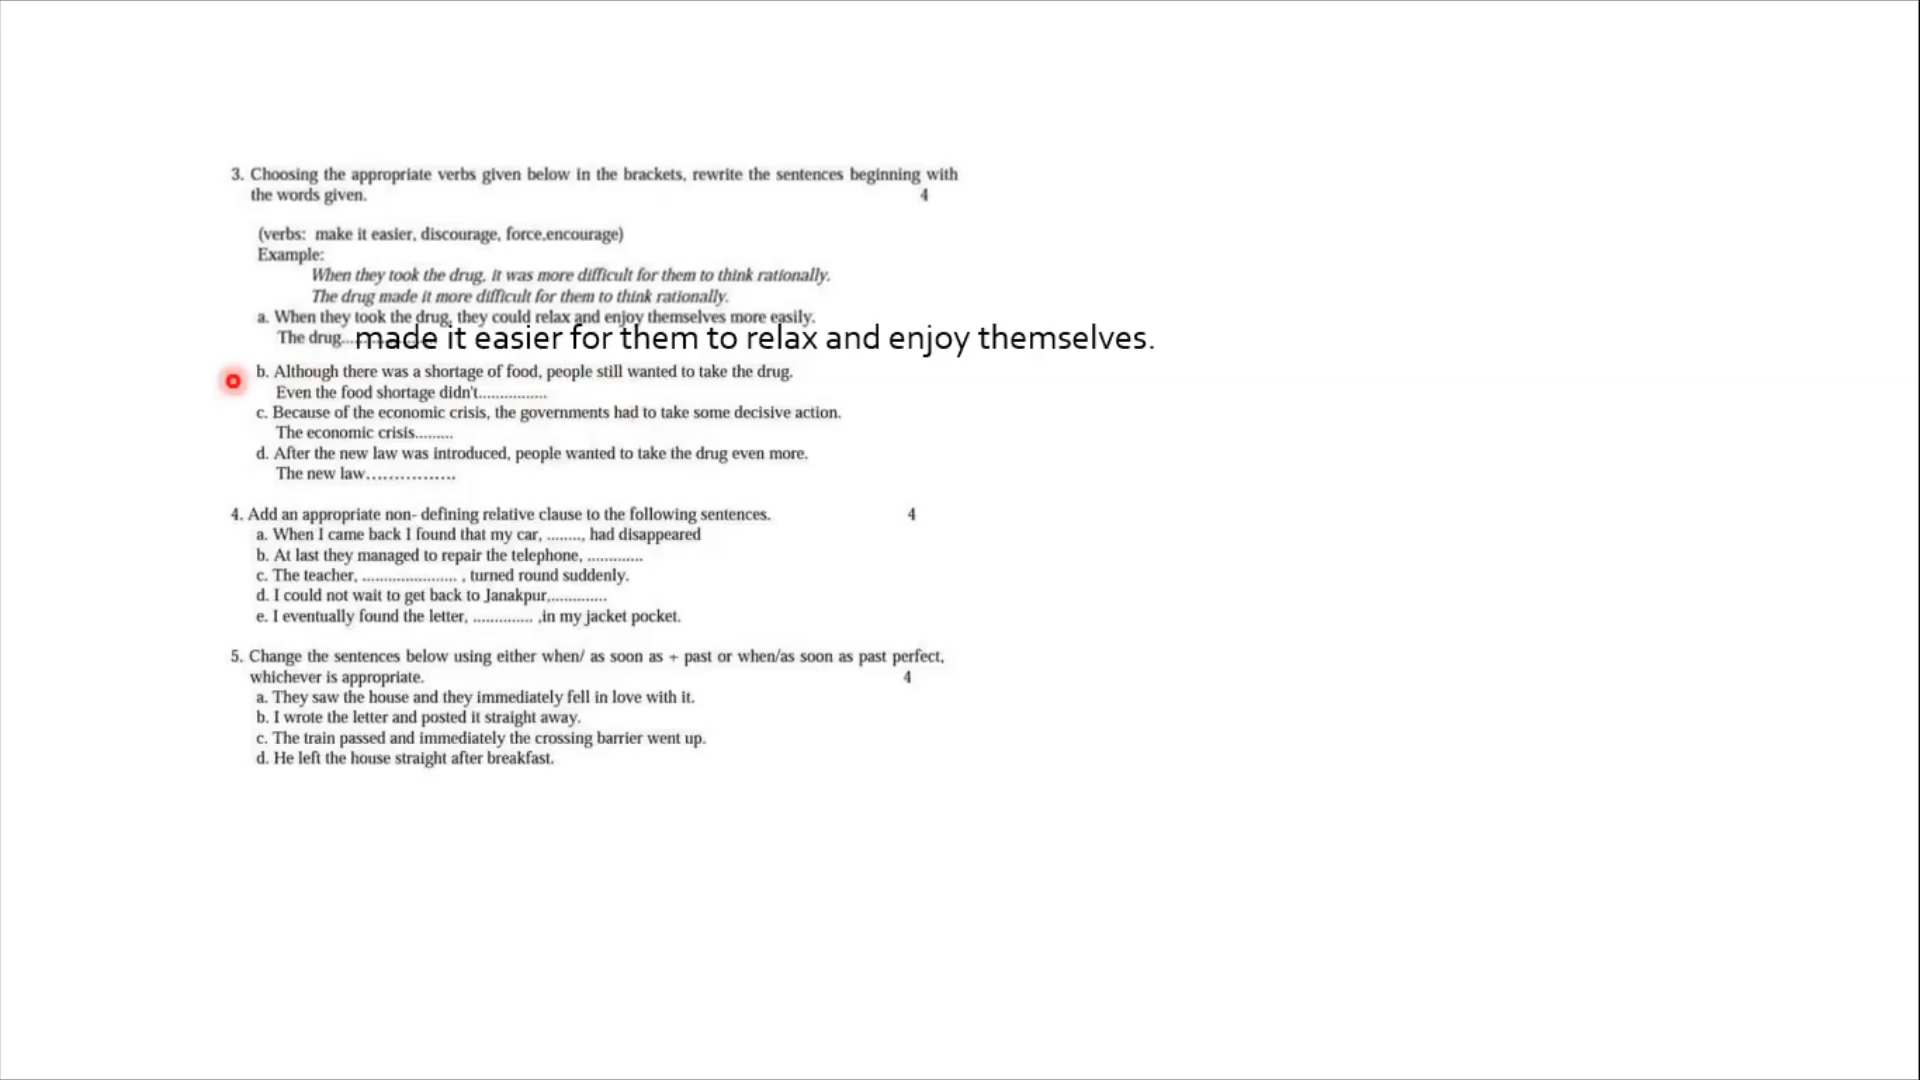 3. Choosing the appropriate verbs given below in the brackets, rewrite the sentences beginning with
the words given. 4
(verbs: make it easier, discourage, force,encourage)
Example:
When they took the drug, it was more difficult for them to think rationally.
The drug made it more difficult for them to think rationally.
a. When they took the drug, they could relax and enjoy themselves more easily.
The drug... made it easier for them to relax and enjoy themselves.
b. Although there was a shortage of food, people still wanted to take the drug.
Even the food shortage didn't................
c. Because of the economic crisis, the governments had to take some decisive action.
The economic crisis.........
d. After the new law was introduced, people wanted to take the drug even more.
The new law................
4. Add an appropriate non- defining relative clause to the following sentences. 4
a. When I came back I found that my car, ........, had disappeared
b. At last they managed to repair the telephone, .............
c. The teacher, ...................... , turned round suddenly.
d. I could not wait to get back to Janakpur,.............
e. I eventually found the letter, .............. ,in my jacket pocket.
5. Change the sentences below using either when/ as soon as + past or when/as soon as past perfect,
whichever is appropriate. 4
a. They saw the house and they immediately fell in love with it.
b. I wrote the letter and posted it straight away.
c. The train passed and immediately the crossing barrier went up.
d. He left the house straight after breakfast.